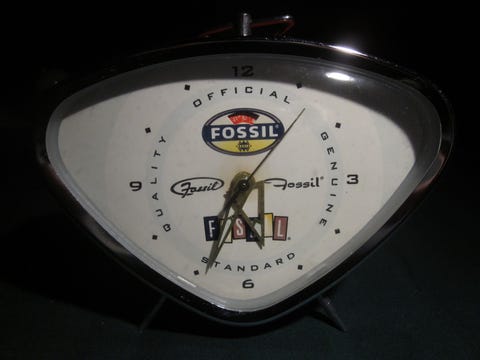 12
OFFICIAL
FOSSIL
QUALITY
GENUINE
9
Fossil
Fossil
3
FOSSIL
STANDARD
6